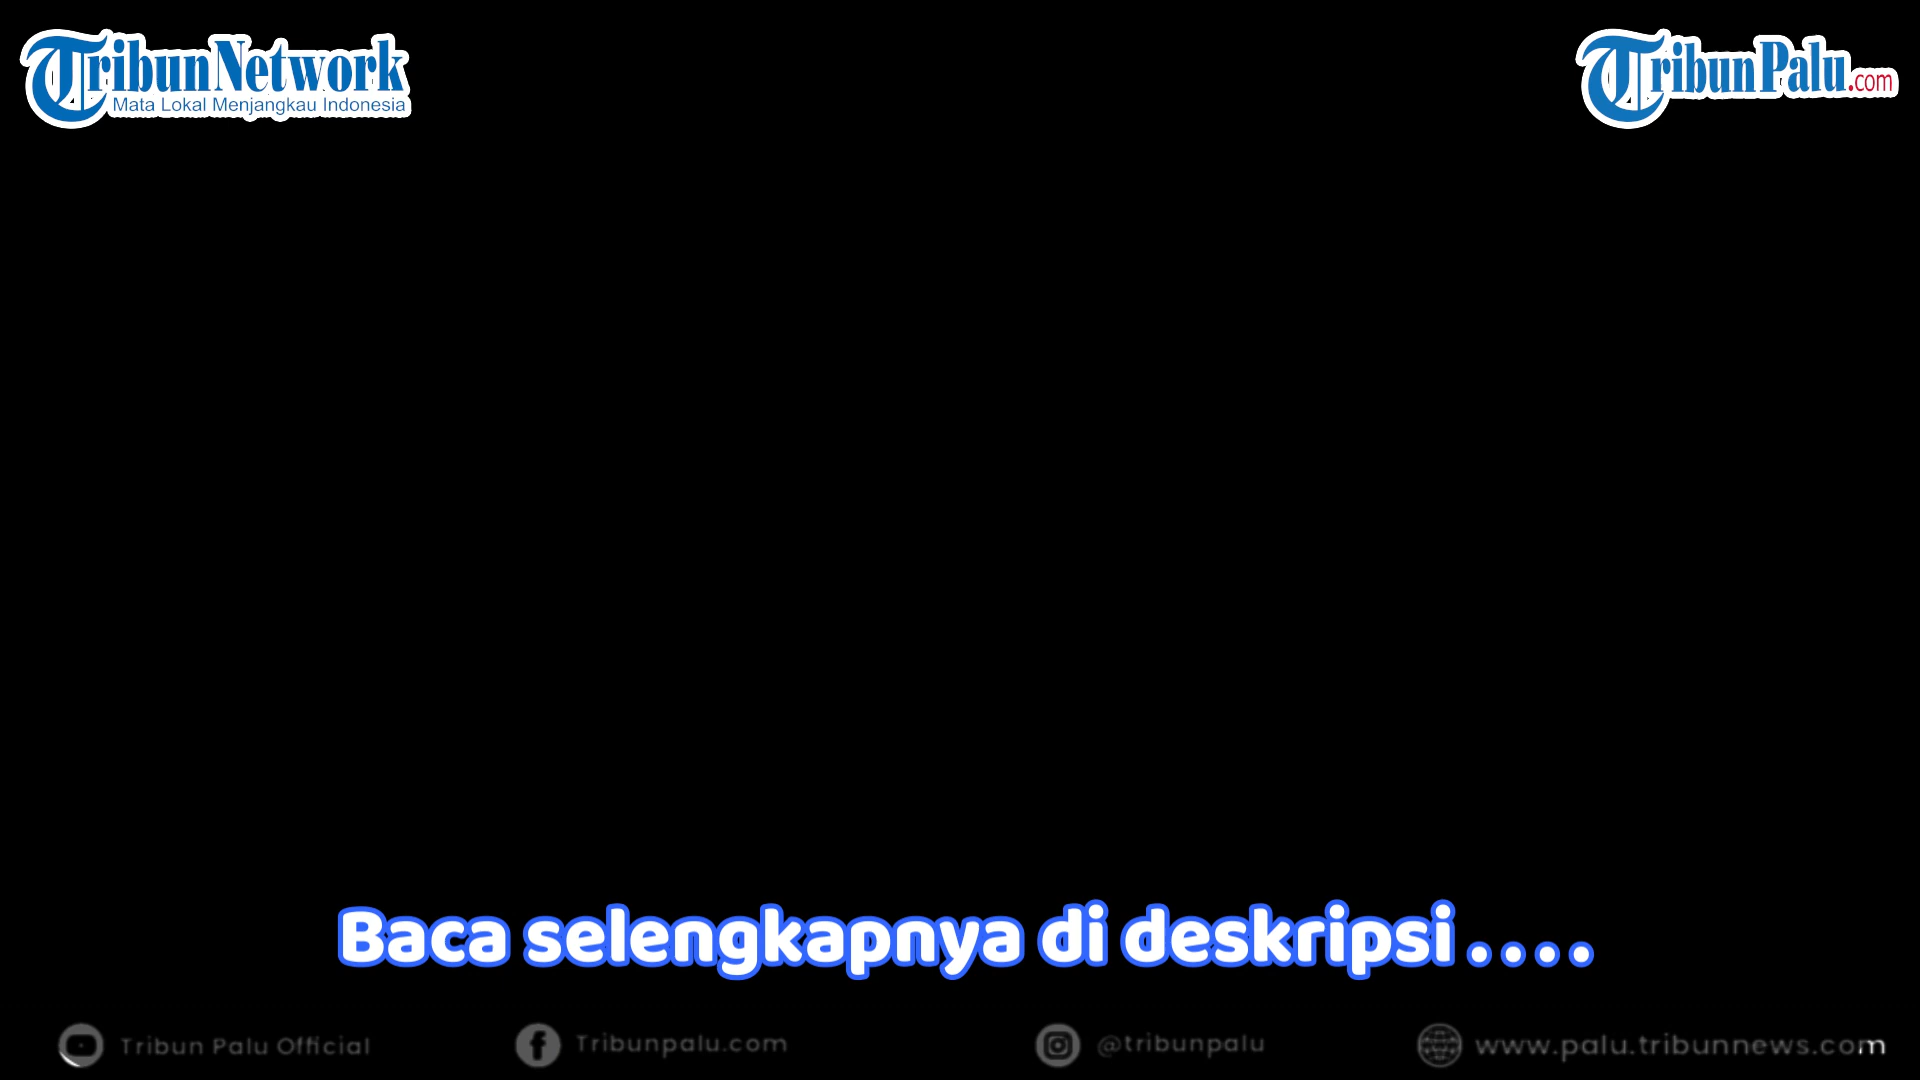 TribunNetwork
Mata Lokal Menjangkau Indonesia
TribunPalu.com
Baca selengkapnya di deskripsi ....
Tribun Palu Official
Tribunpalu.com
@tribunpalu
www.palu.tribunnews.com